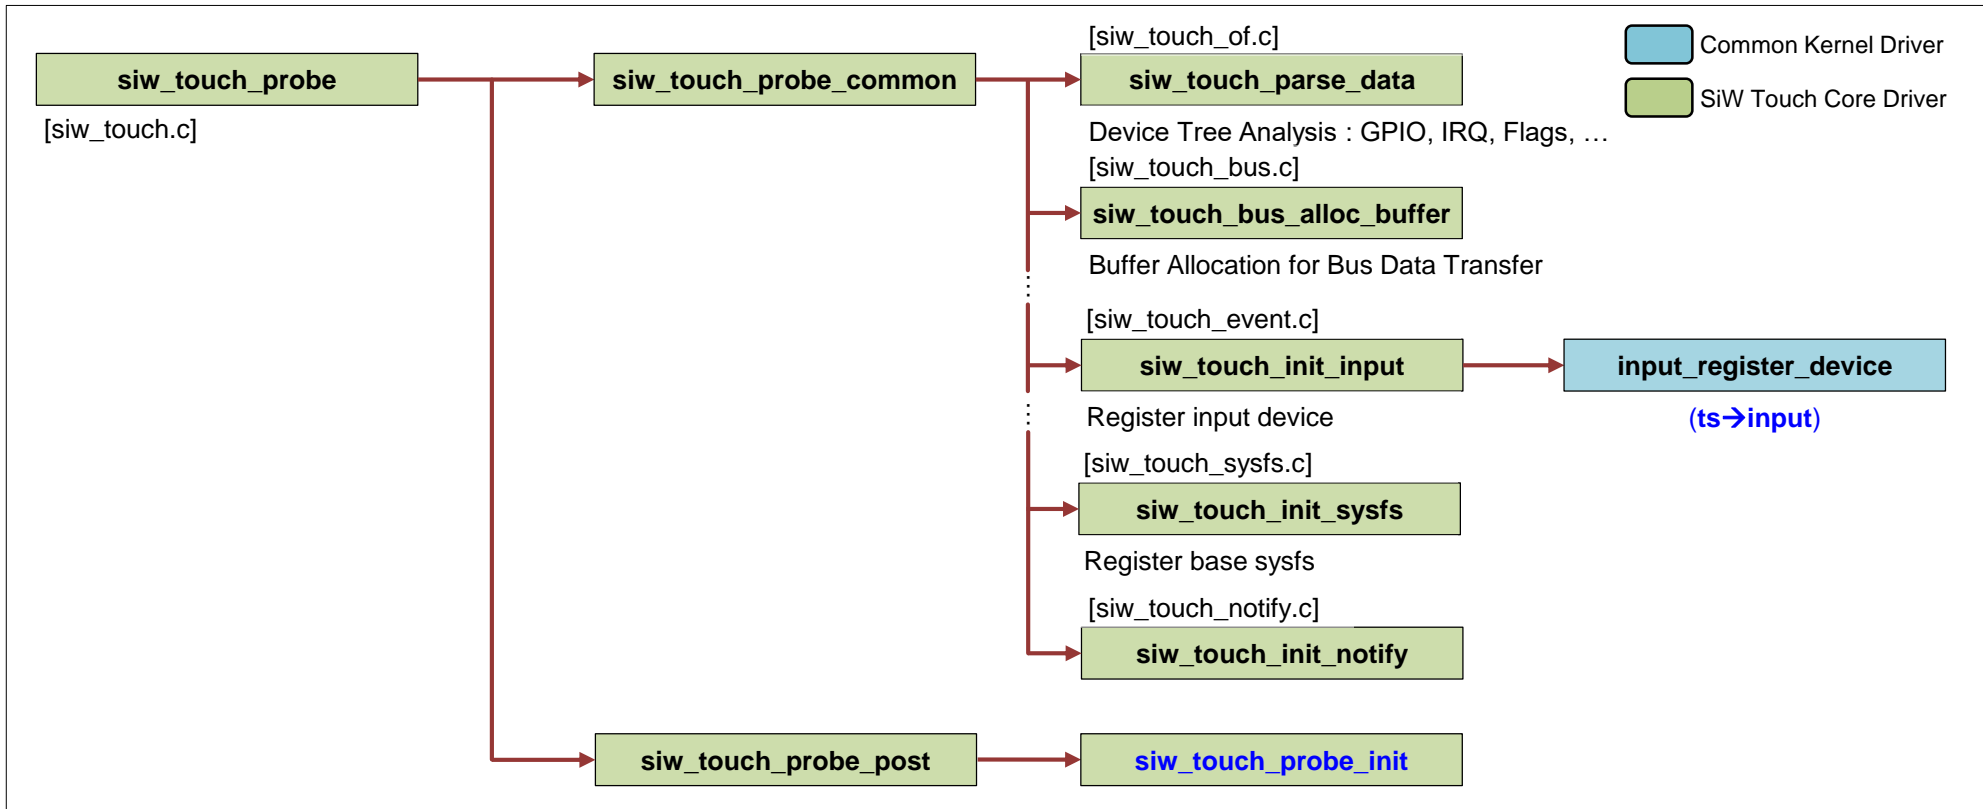 [siw_touch_of.c]
Common Kernel Driver
siw_touch_probe
siw_touch_probe_common
siw_touch_parse_data
SiW Touch Core Driver
[siw_touch.c]
Device Tree Analysis : GPIO, IRQ, Flags, …
[siw_touch_bus.c]
siw_touch_bus_alloc_buffer
Buffer Allocation for Bus Data Transfer
[siw_touch_event.c]
siw_touch_init_input
input_register_device
Register input device
(ts→input)
[siw_touch_sysfs.c]
siw_touch_init_sysfs
Register base sysfs
[siw_touch_notify.c]
siw_touch_init_notify
siw_touch_probe_post
siw_touch_probe_init